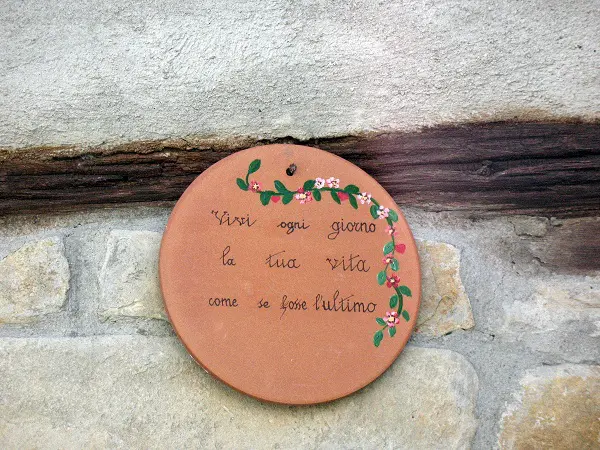 Vivi ogni giorno
la tua vita
come se fosse l'ultimo